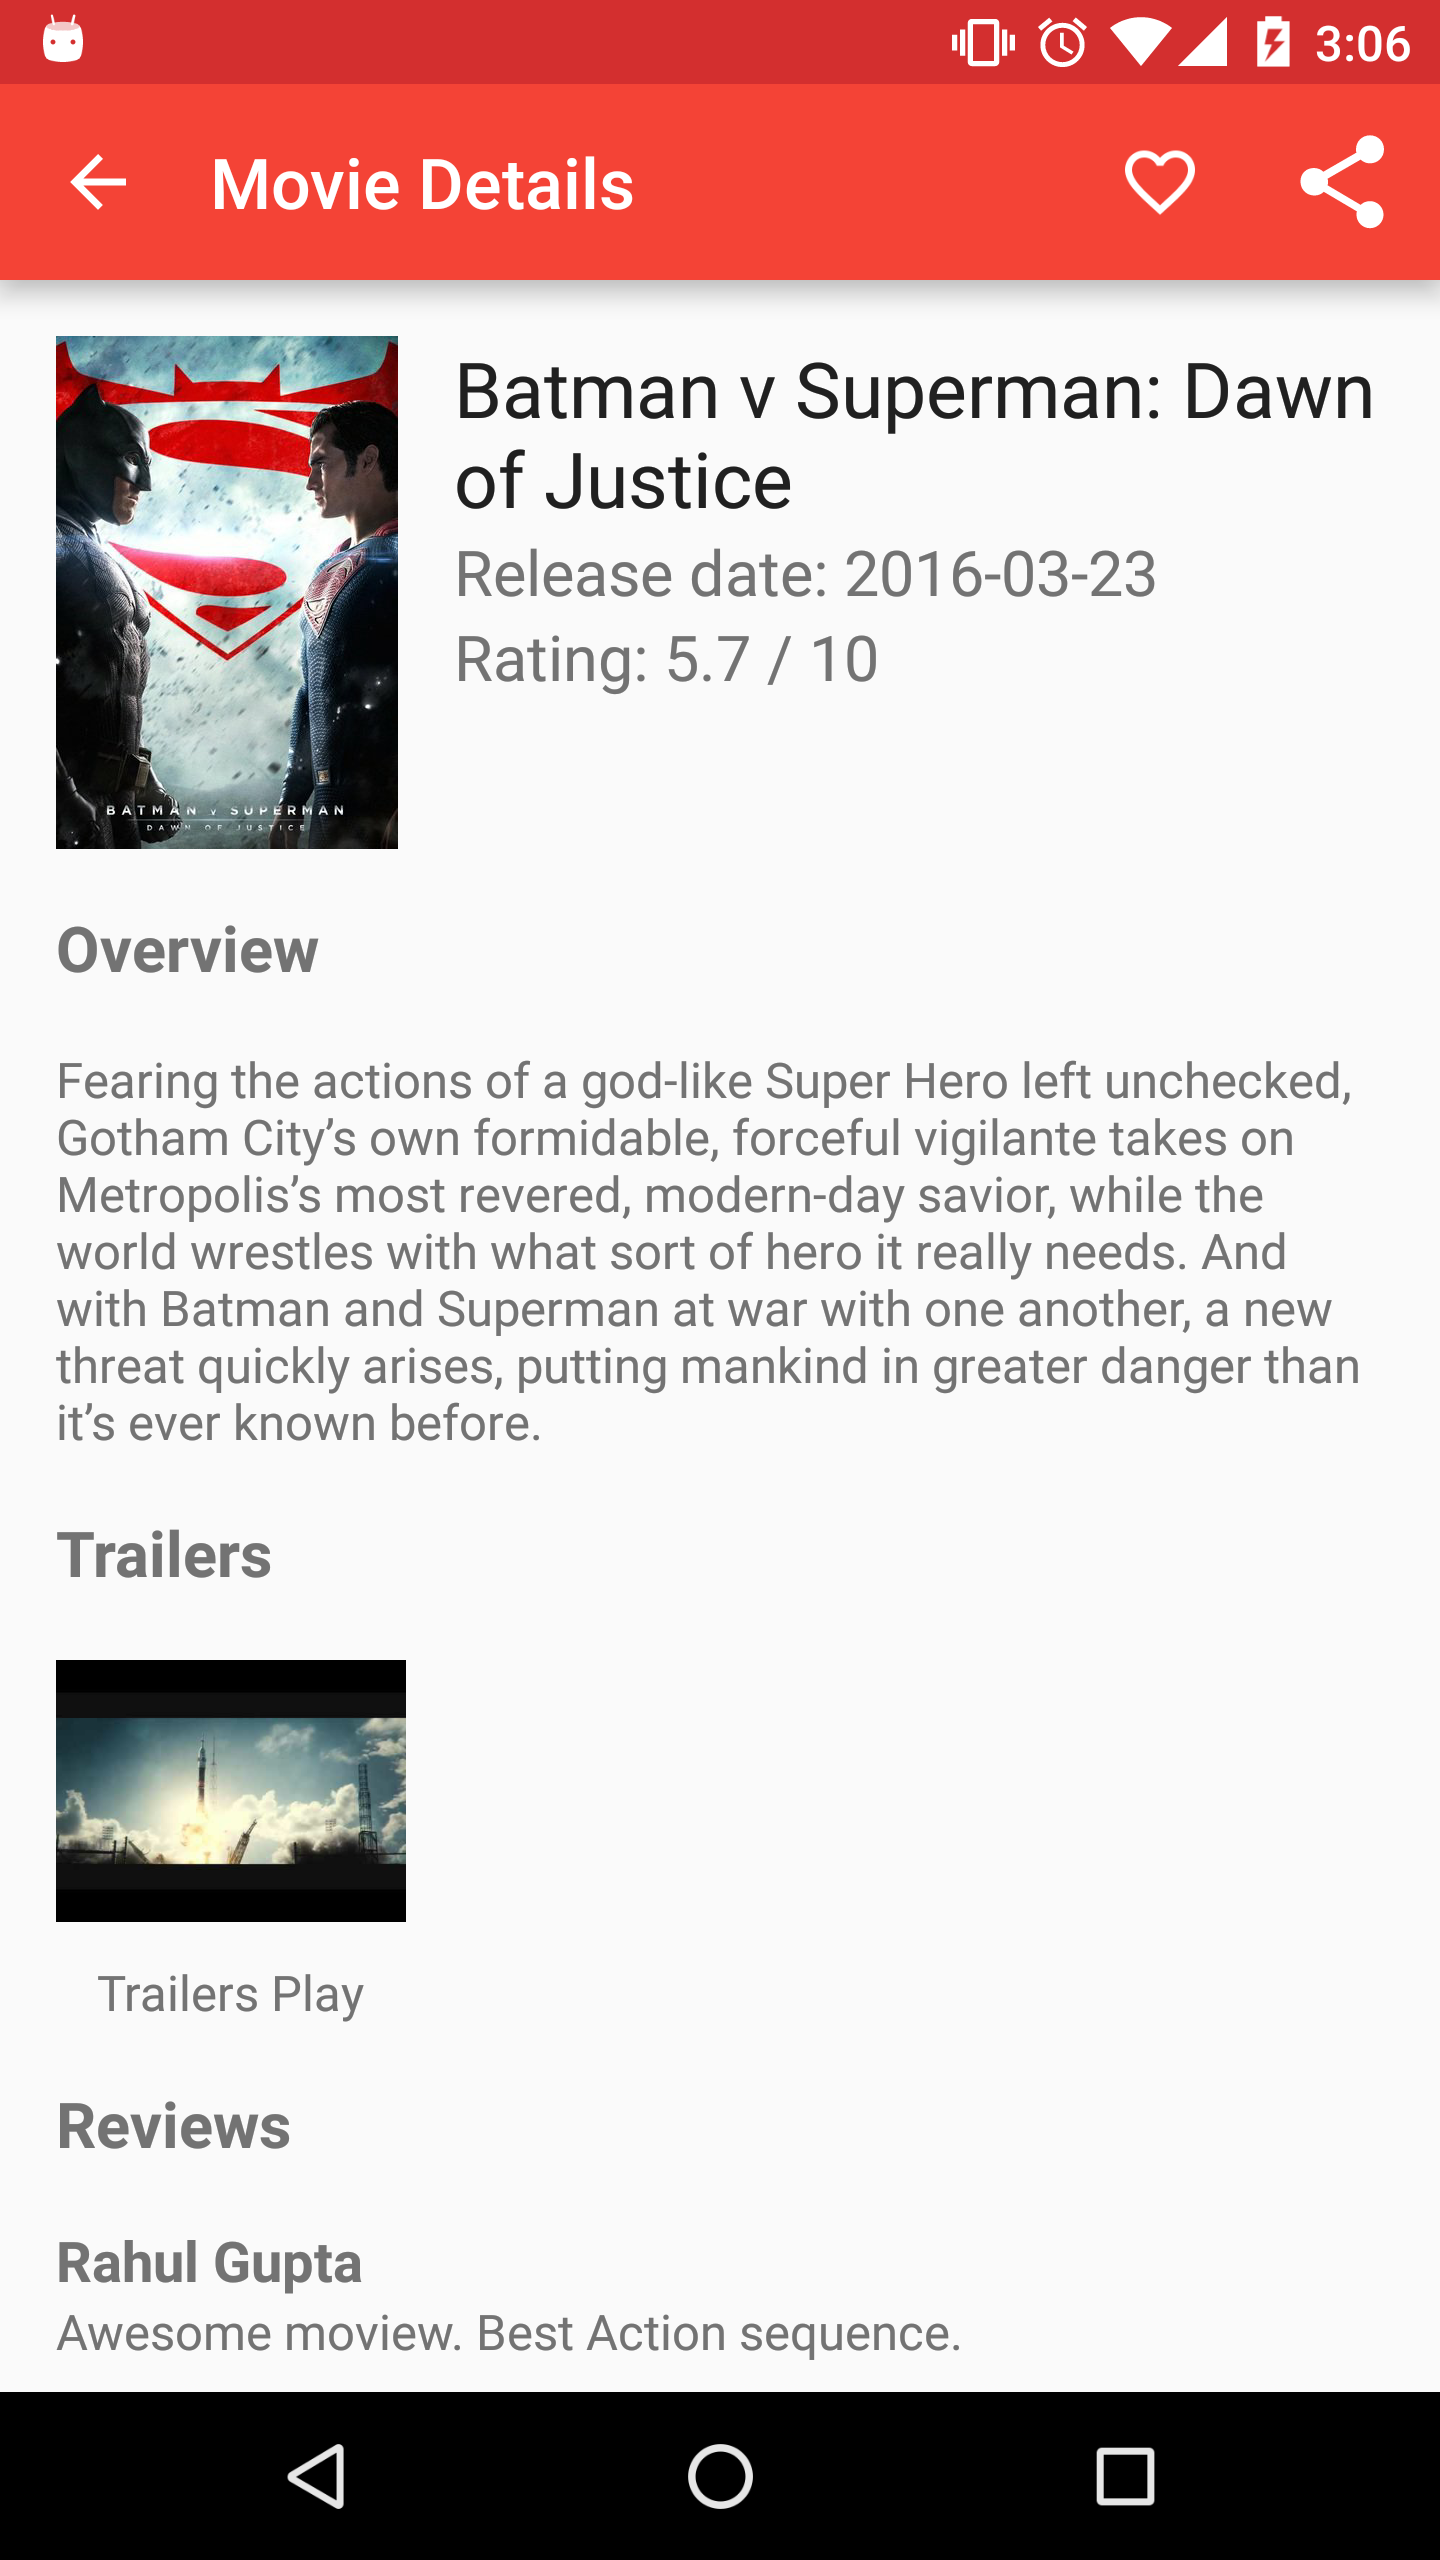 3:06
Movie Details
Batman v Superman: Dawn
of Justice
Release date: 2016-03-23
Rating: 5.7 / 10
BATMAN v SUPERMAN
DAWN OF JUSTICE
Overview
Fearing the actions of a god-like Super Hero left unchecked,
Gotham City’s own formidable, forceful vigilante takes on
Metropolis’s most revered, modern-day savior, while the
world wrestles with what sort of hero it really needs. And
with Batman and Superman at war with one another, a new
threat quickly arises, putting mankind in greater danger than
it’s ever known before.
Trailers
Trailers Play
Reviews
Rahul Gupta
Awesome moview. Best Action sequence.